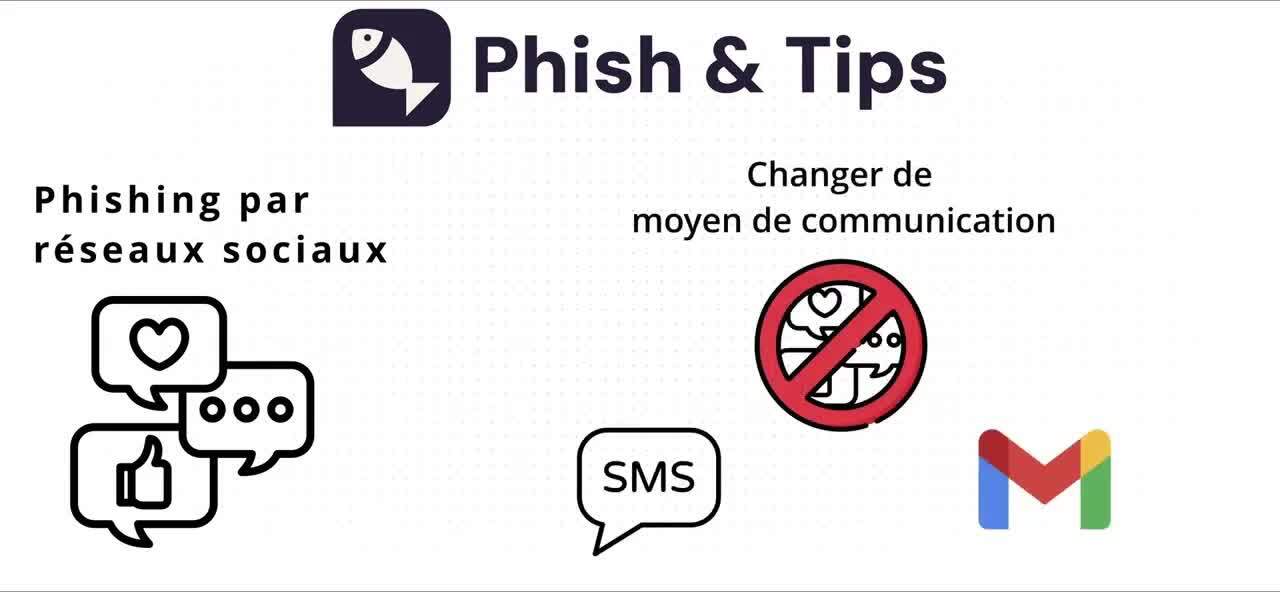 Phish & Tips
Phishing par
réseaux sociaux
Changer de
moyen de communication
SMS